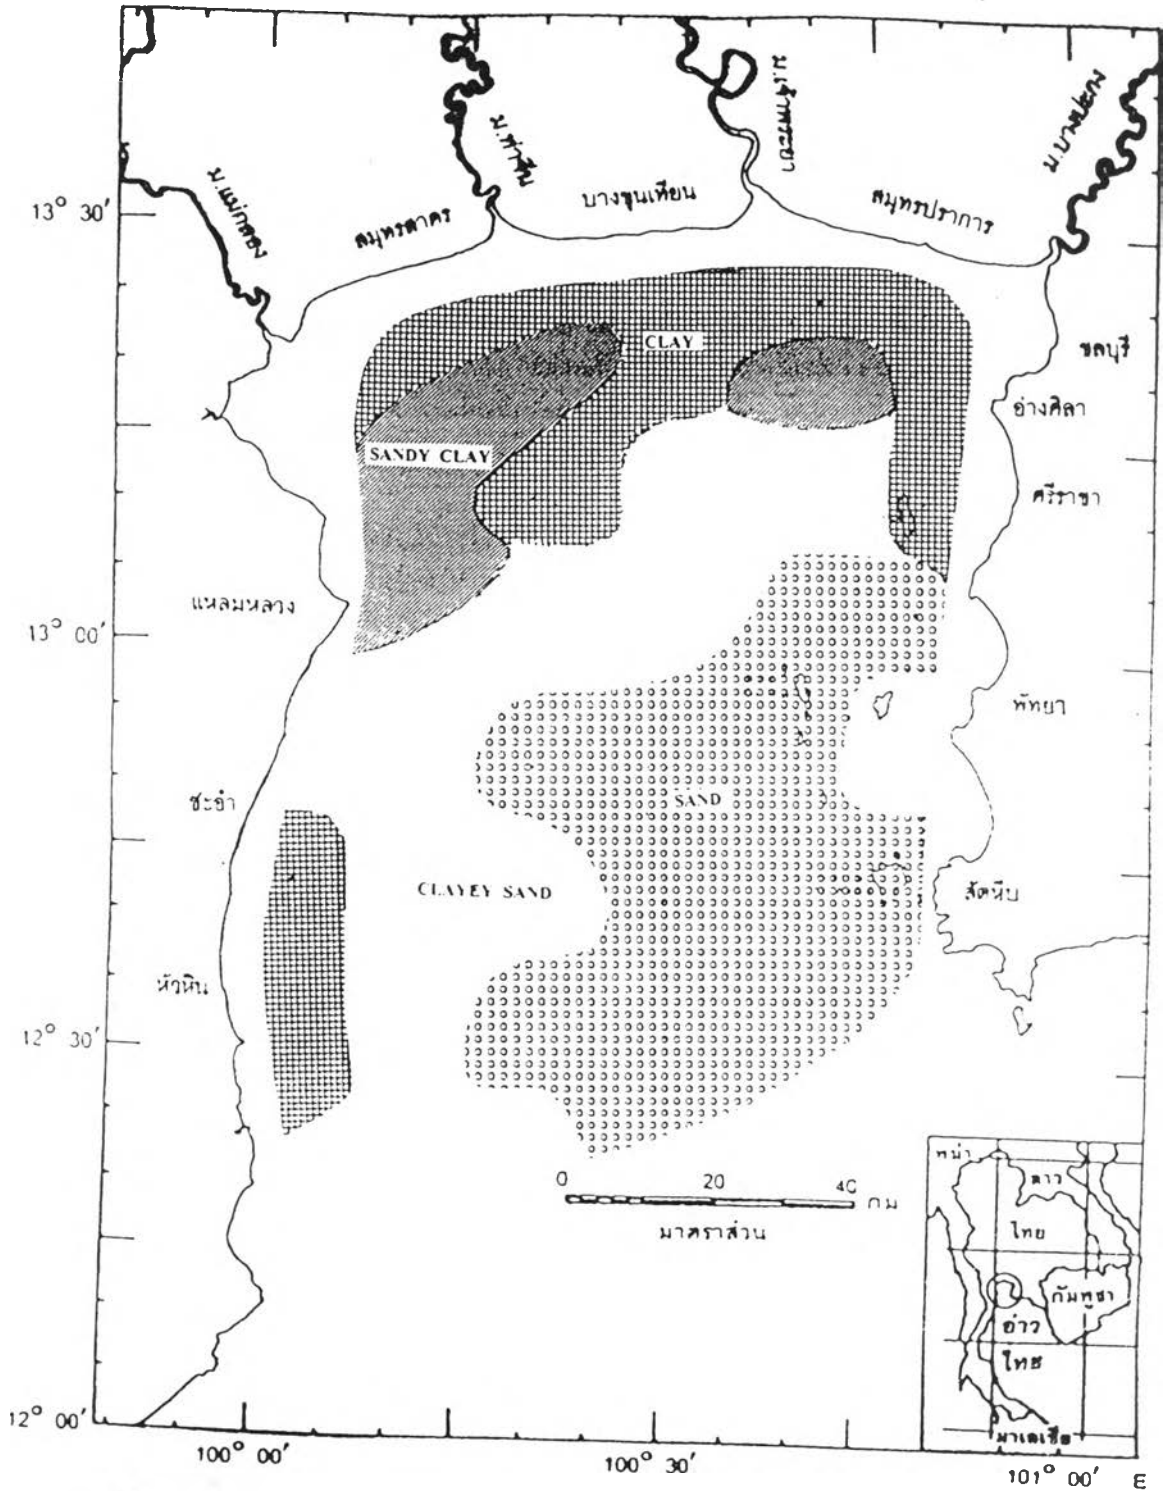 ม.แม่กลอง
ม.ท่าจีน
ม.เจ้าพระยา
ม.บางปะกง
13° 30′
สมุทรสาคร
บางขุนเทียน
สมุทรปราการ
CLAY
ชลบุรี
อ่างศิลา
SANDY CLAY
ศรีราชา
แหลมหลวง
13° 00′
พัทยา
ชะอำ
SAND
CLAYEY SAND
สัตหีบ
หัวหิน
12° 30′
0 20 40 กม
มาตราส่วน
พม่า
ลาว
ไทย
กัมพูชา
อ่าว
ไทย
มาเลเซีย
12° 00′
100° 00′
100° 30′
101° 00′ E